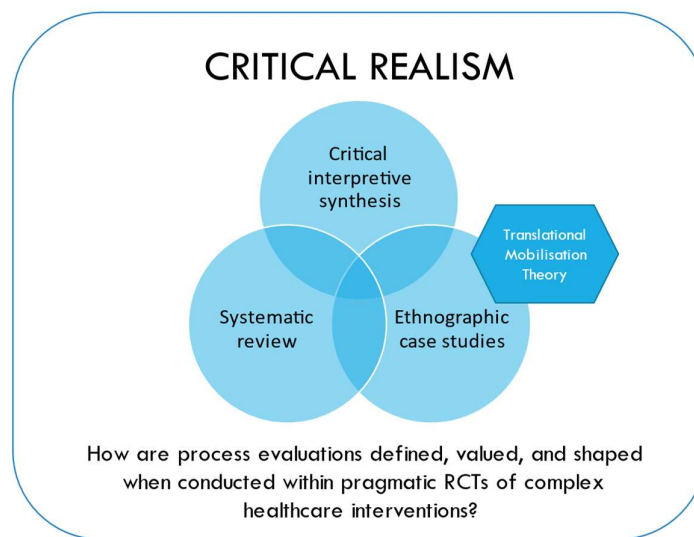 CRITICAL REALISM
Critical
interpretive
synthesis
Translational
Mobilisation
Theory
Systematic
review
Ethnographic
case studies
How are process evaluations defined, valued, and shaped
when conducted within pragmatic RCTs of complex
healthcare interventions?